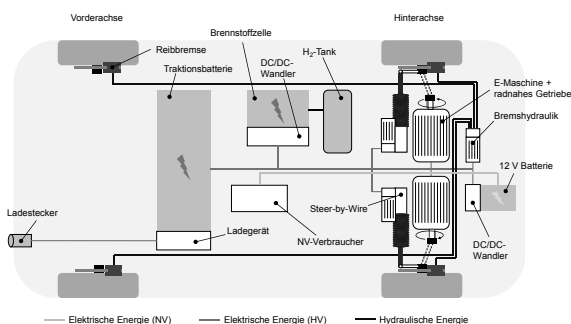 Vorderachse
Hinterachse
Brennstoffzelle
Reibbremse
Traktionsbatterie
DC/DC-
Wandler
H₂-Tank
E-Maschine +
radnahes Getriebe
Bremshydraulik
12 V Batterie
Ladestecker
Steer-by-Wire
Ladegerät
NV-Verbraucher
DC/DC-
Wandler
Elektrische Energie (NV)
Elektrische Energie (HV)
Hydraulische Energie